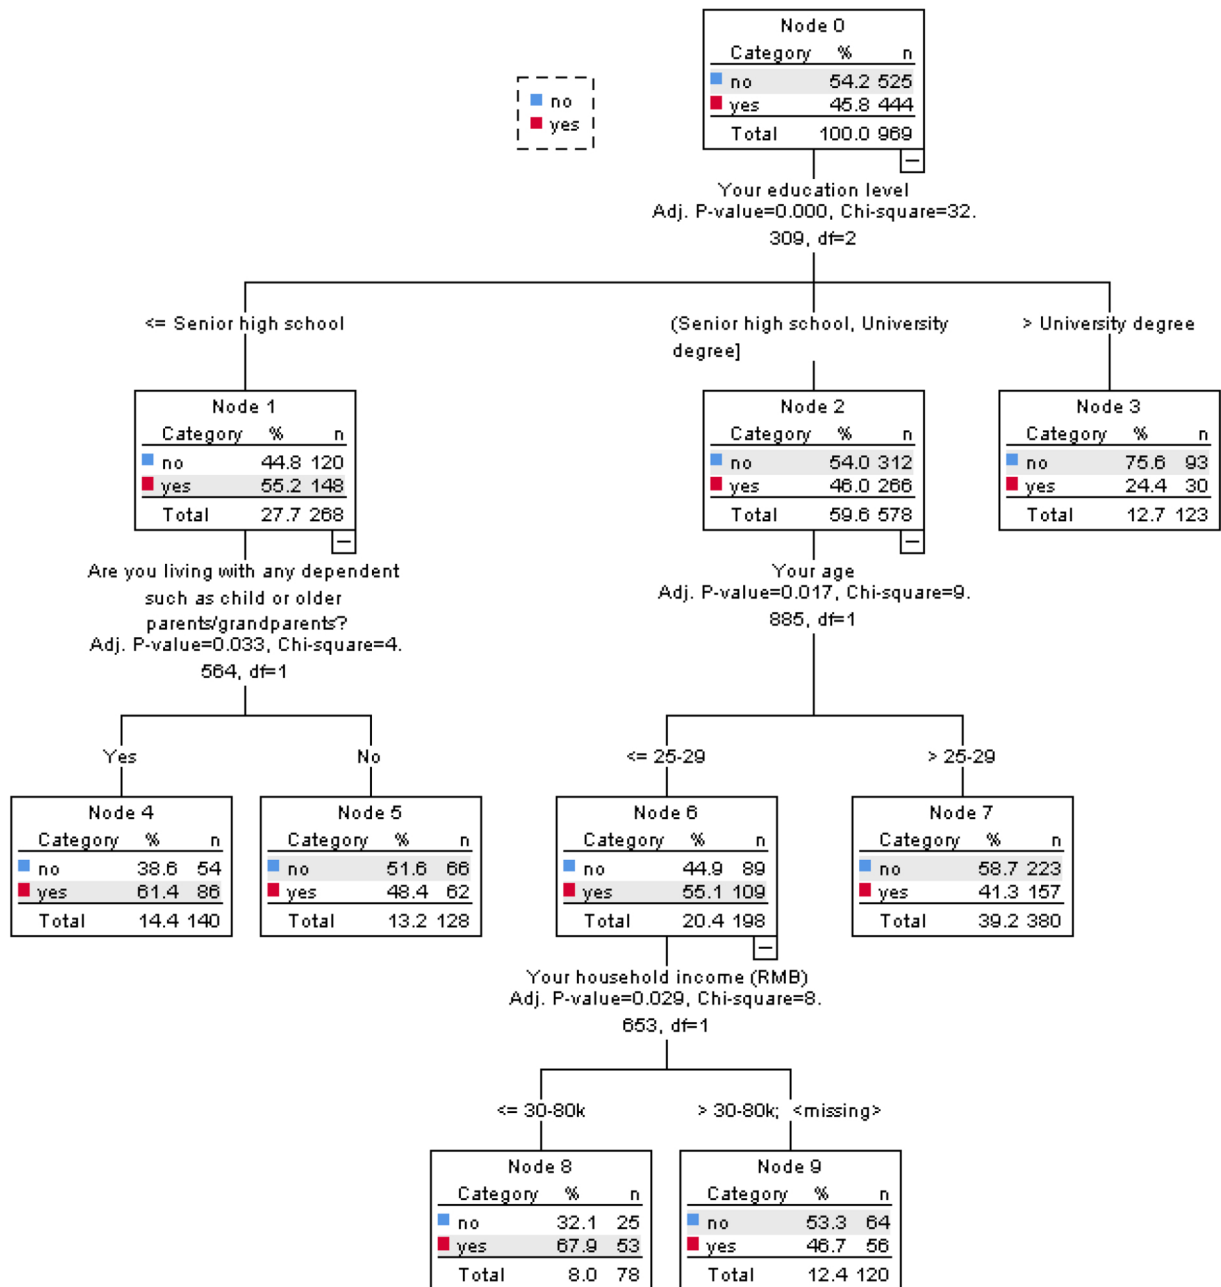 Node 0
Category % n
no 54.2 525
yes 45.8 444
Total 100.0 969
no
yes
Your education level
Adj. P-value=0.000, Chi-square=32.
309, df=2
<= Senior high school
(Senior high school, University
degree]
> University degree
Node 1
Category % n
no 44.8 120
yes 55.2 148
Total 27.7 268
Node 2
Category % n
no 54.0 312
yes 46.0 266
Total 59.6 578
Node 3
Category % n
no 75.6 93
yes 24.4 30
Total 12.7 123
Are you living with any dependent
such as child or older
parents/grandparents?
Adj. P-value=0.033, Chi-square=4.
564, df=1
Your age
Adj. P-value=0.017, Chi-square=9.
885, df=1
Yes
No
<= 25-29
> 25-29
Node 4
Category % n
no 38.6 54
yes 61.4 86
Total 14.4 140
Node 5
Category % n
no 51.6 66
yes 48.4 62
Total 13.2 128
Node 6
Category % n
no 44.9 89
yes 55.1 109
Total 20.4 198
Node 7
Category % n
no 58.7 223
yes 41.3 157
Total 39.2 380
Your household income (RMB)
Adj. P-value=0.029, Chi-square=8.
653, df=1
<= 30-80k
> 30-80k; <missing>
Node 8
Category % n
no 32.1 25
yes 67.9 53
Total 8.0 78
Node 9
Category % n
no 53.3 64
yes 46.7 56
Total 12.4 120